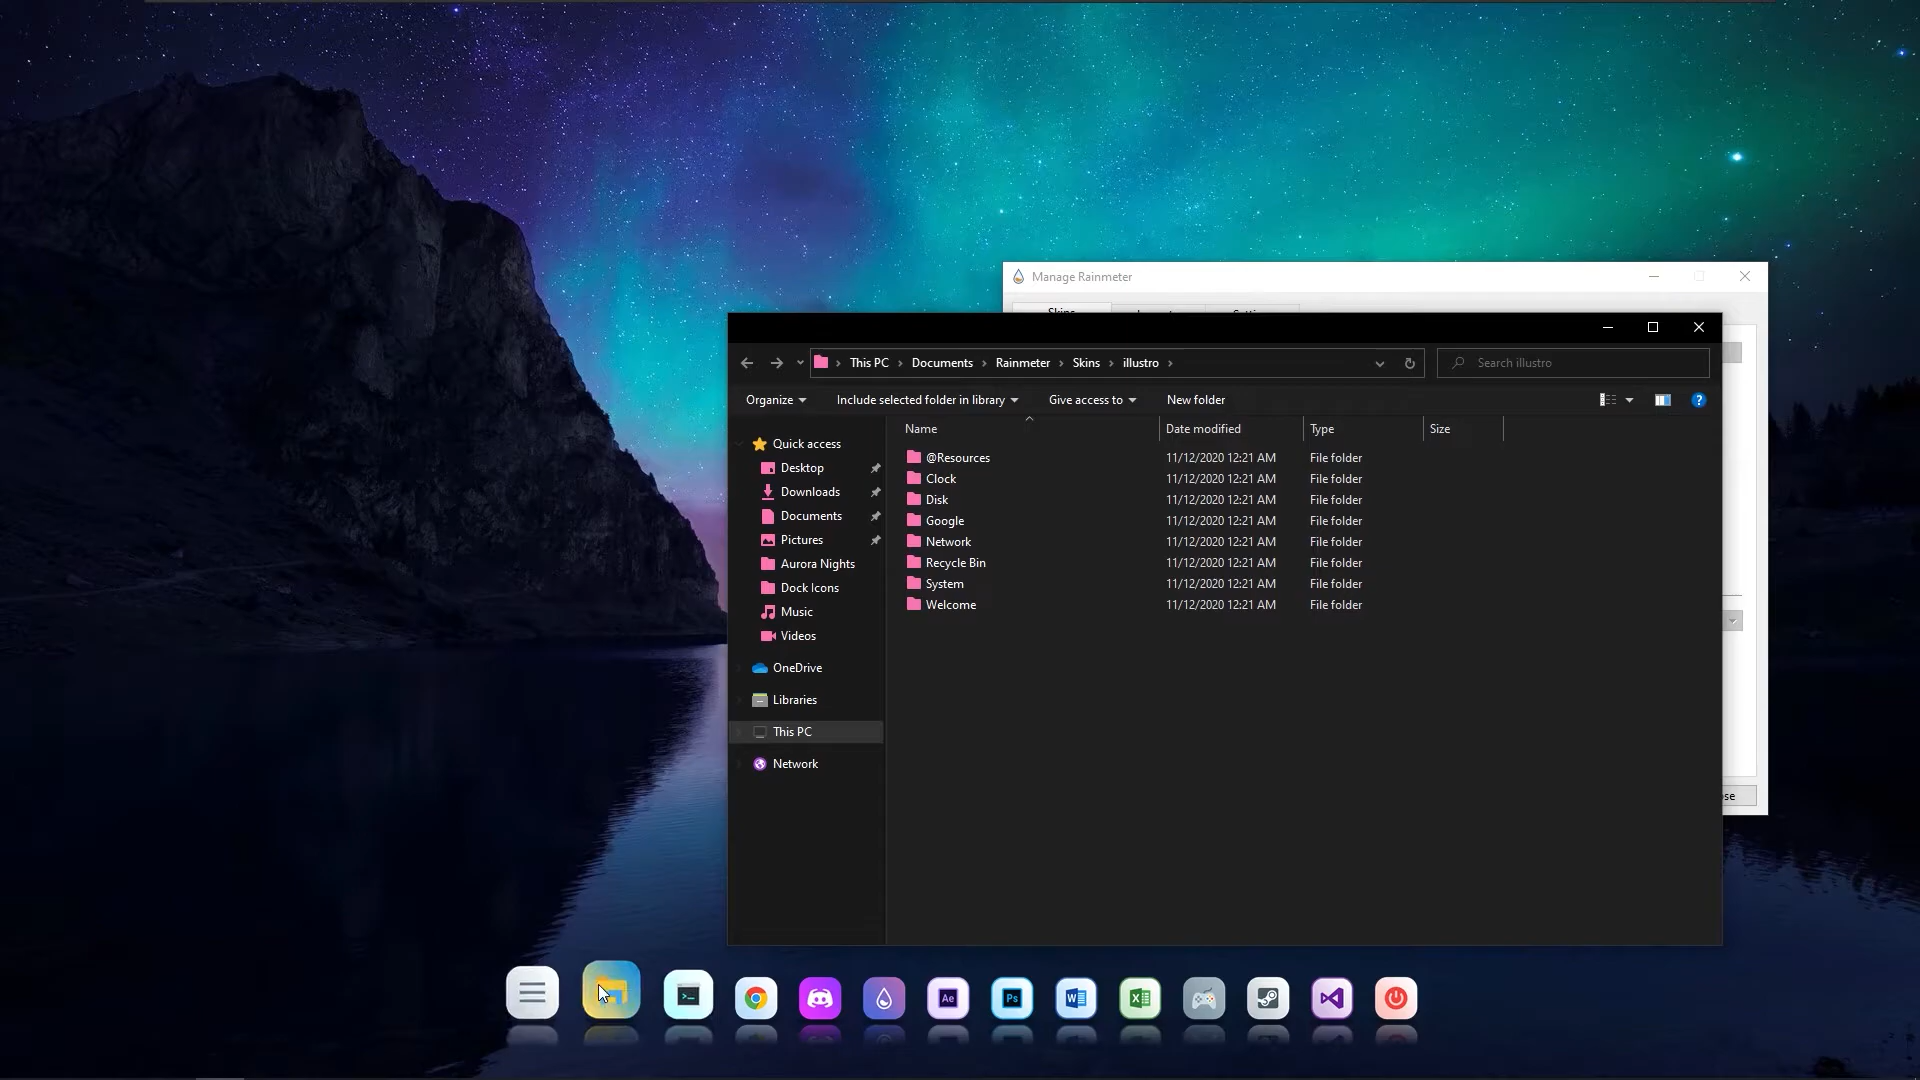 Manage Rainmeter
Skins
This PC
Documents
Rainmeter
Skins
illustro
Search illustro
Organize
Include selected folder in library
Give access to
New folder
?
Name
Date modified
Type
Size
Quick access
Desktop
Downloads
Documents
Pictures
Aurora Nights
Dock Icons
Music
Videos
OneDrive
Libraries
This PC
Network
@Resources 11/12/2020 12:21 AM File folder
Clock 11/12/2020 12:21 AM File folder
Disk 11/12/2020 12:21 AM File folder
Google 11/12/2020 12:21 AM File folder
Network 11/12/2020 12:21 AM File folder
Recycle Bin 11/12/2020 12:21 AM File folder
System 11/12/2020 12:21 AM File folder
Welcome 11/12/2020 12:21 AM File folder
se
Ae
Ps
W
X